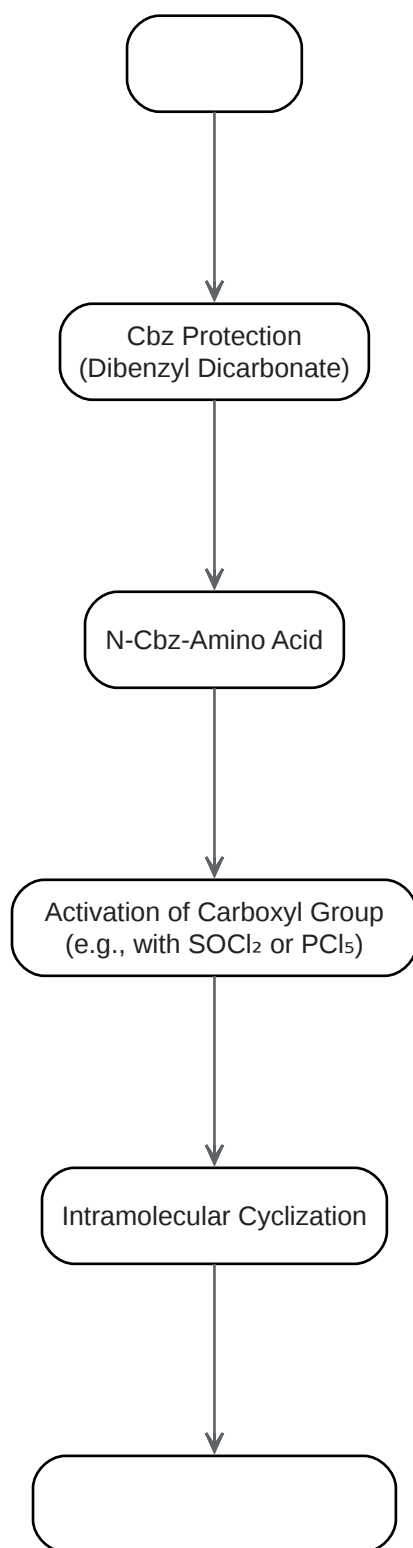 Cbz Protection
(Dibenzyl Dicarbonate)
N-Cbz-Amino Acid
Activation of Carboxyl Group
(e.g., with SOCl₂ or PCl₅)
Intramolecular Cyclization